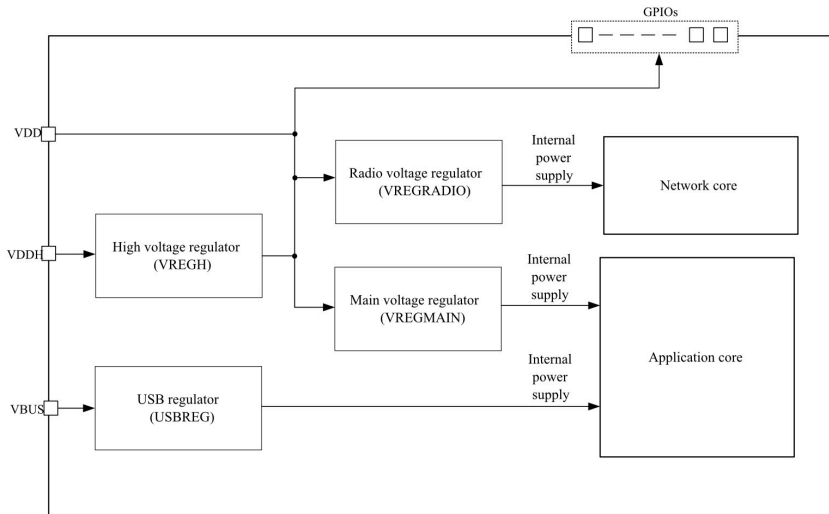 GPIOs
VDD
Radio voltage regulator
(VREGRADIO)
Internal
power
supply
Network core
VDDH
High voltage regulator
(VREGH)
Main voltage regulator
(VREGMAIN)
Internal
power
supply
Application core
VBUS
USB regulator
(USBREG)
Internal
power
supply